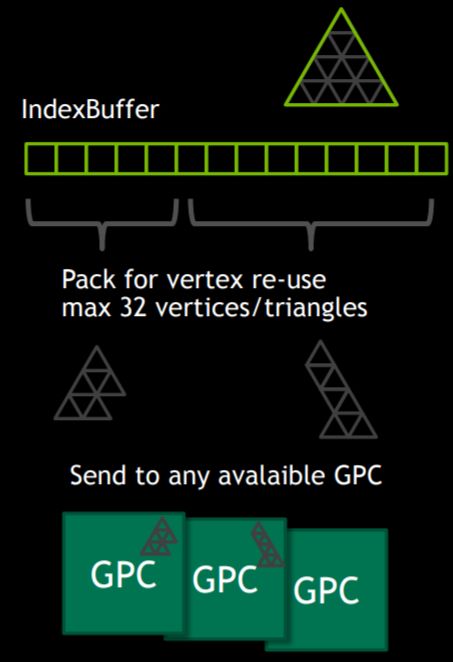 IndexBuffer
Pack for vertex re-use
max 32 vertices/triangles
Send to any avalaible GPC
GPC
GPC
GPC